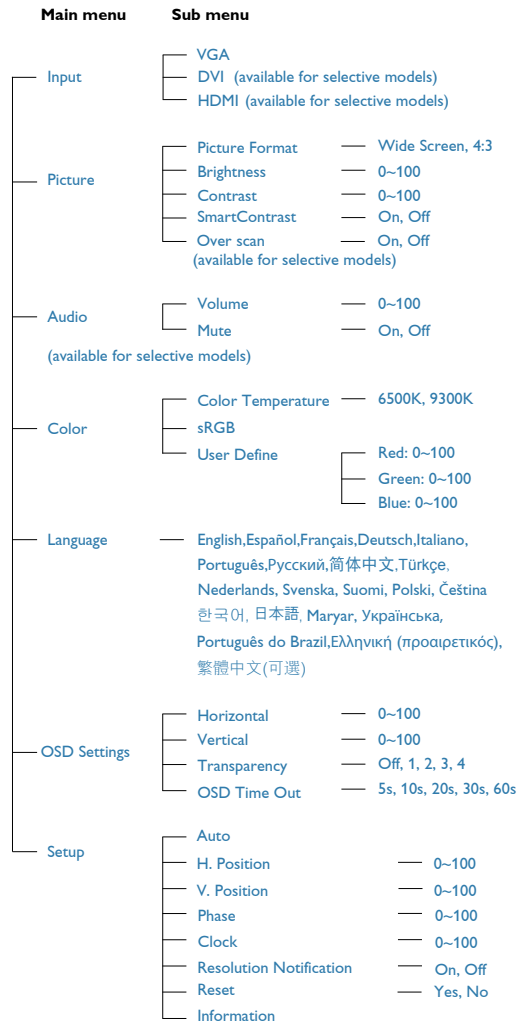 Main menu Sub menu
VGA
Input DVI (available for selective models)
HDMI (available for selective models)
Picture Format Wide Screen, 4:3
Brightness 0~100
Picture
Contrast 0~100
SmartContrast On, Off
Over scan On, Off
(available for selective models)
Volume 0~100
Audio
Mute On, Off
(available for selective models)
Color Temperature 6500K, 9300K
Color sRGB
User Define Red: 0~100
Green: 0~100
Blue: 0~100
Language English,Español,Français,Deutsch,Italiano,
Português,Русский,简体中文,Türkçe,
Nederlands, Svenska, Suomi, Polski, Čeština
한국어, 日本語, Maryar, Українська,
Português do Brazil,Ελληνική (προαιρετικός),
繁體中文(可選)
Horizontal 0~100
Vertical 0~100
OSD Settings
Transparency Off, 1, 2, 3, 4
OSD Time Out 5s, 10s, 20s, 30s, 60s
Auto
Setup
H. Position 0~100
V. Position 0~100
Phase 0~100
Clock 0~100
Resolution Notification On, Off
Reset Yes, No
Information